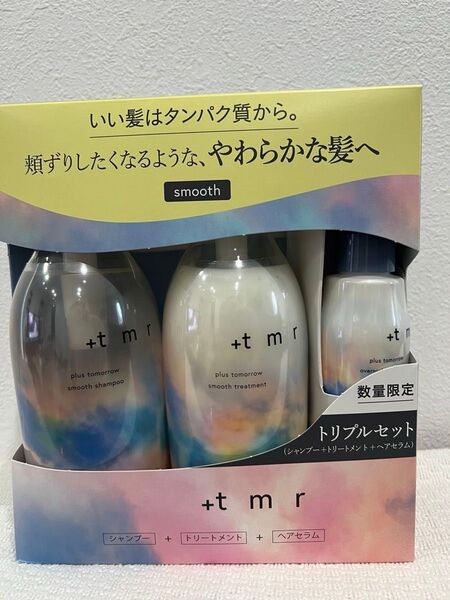 いい髪はタンパク質から。
頬ずりしたくなるような、やわらかな髪へ
smooth
+t m r
plus tomorrow
smooth shampoo
+t m r
plus tomorrow
smooth treatment
+t m
plus tomorrow
数量限定
トリプルセット
(シャンプー+トリートメント+ヘアセラム)
+t m r
シャンプー + トリートメント + ヘアセラム